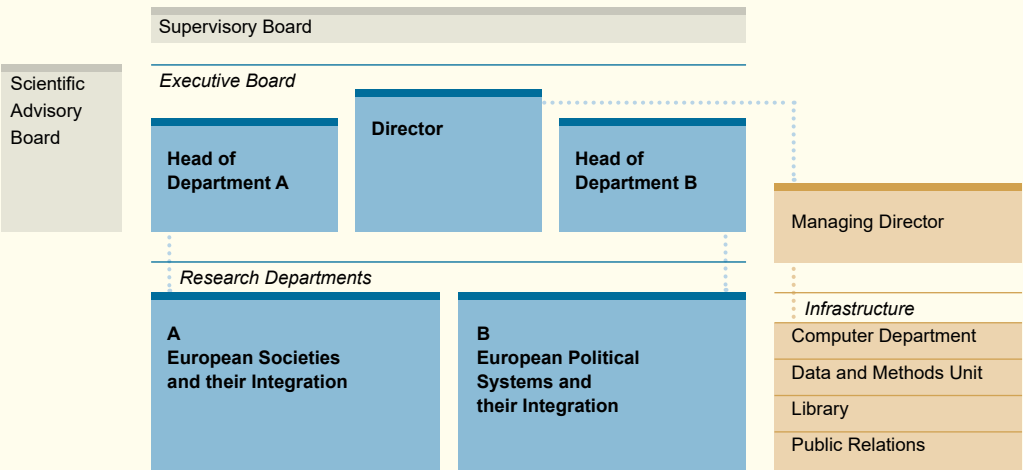 Supervisory Board
Scientific
Advisory
Board
Executive Board
Director
Head of
Department A
Head of
Department B
Managing Director
Research Departments
A
European Societies
and their Integration
B
European Political
Systems and
their Integration
Infrastructure
Computer Department
Data and Methods Unit
Library
Public Relations